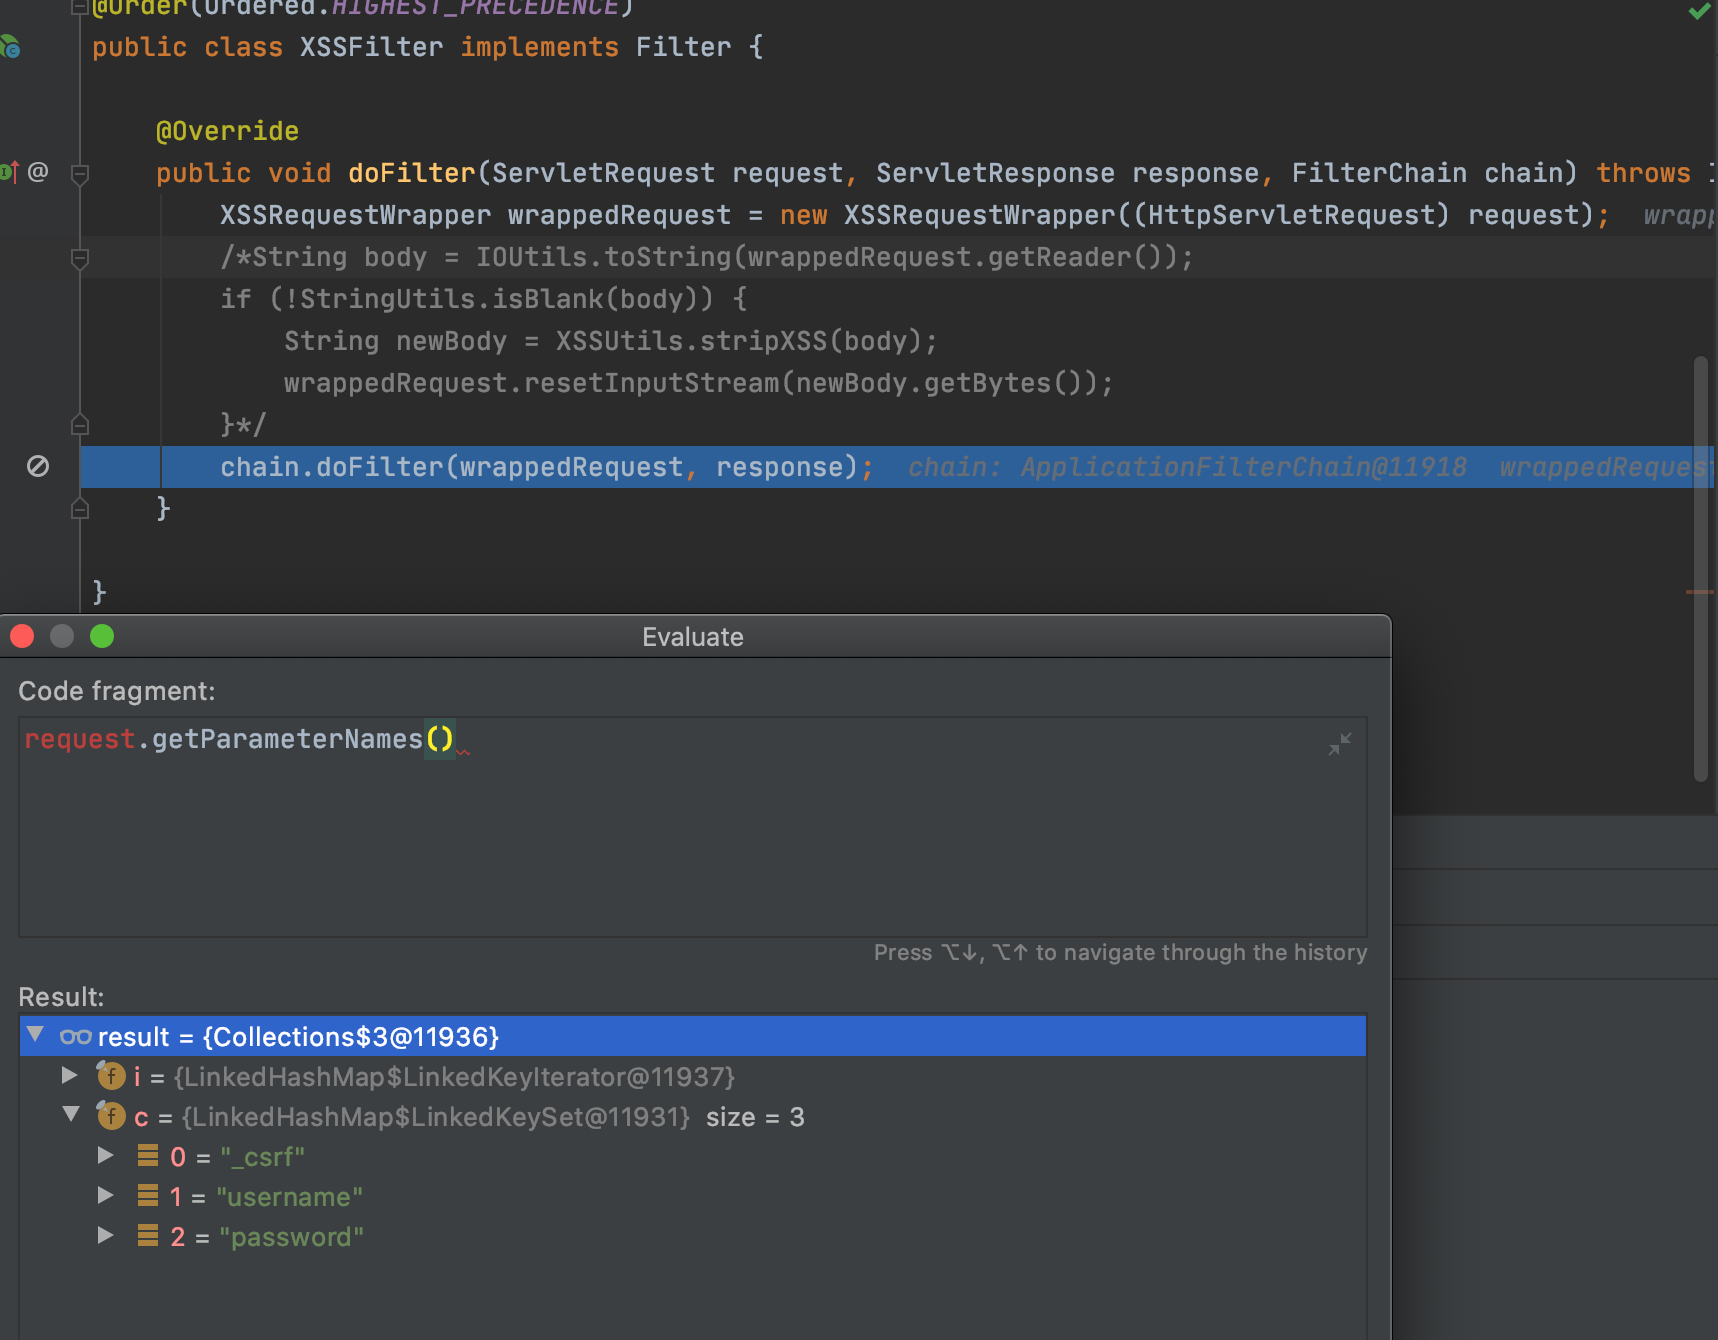 @Order(Ordered.HIGHEST_PRECEDENCE)
public class XSSFilter implements Filter {
@Override
public void doFilter(ServletRequest request, ServletResponse response, FilterChain chain) throws
XSSRequestWrapper wrappedRequest = new XSSRequestWrapper((HttpServletRequest) request); wrapp
/*String body = IOUtils.toString(wrappedRequest.getReader());
if (!StringUtils.isBlank(body)) {
String newBody = XSSUtils.stripXSS(body);
wrappedRequest.resetInputStream(newBody.getBytes());
}*/
chain.doFilter(wrappedRequest, response); chain: ApplicationFilterChain@11918 wrappedReques
}
}
Evaluate
Code fragment:
request.getParameterNames()
Press ⌥↓, ⌥↑ to navigate through the history
Result:
result = {Collections$3@11936}
i = {LinkedHashMap$LinkedKeyIterator@11937}
c = {LinkedHashMap$LinkedKeySet@11931} size = 3
0 = "_csrf"
1 = "username"
2 = "password"